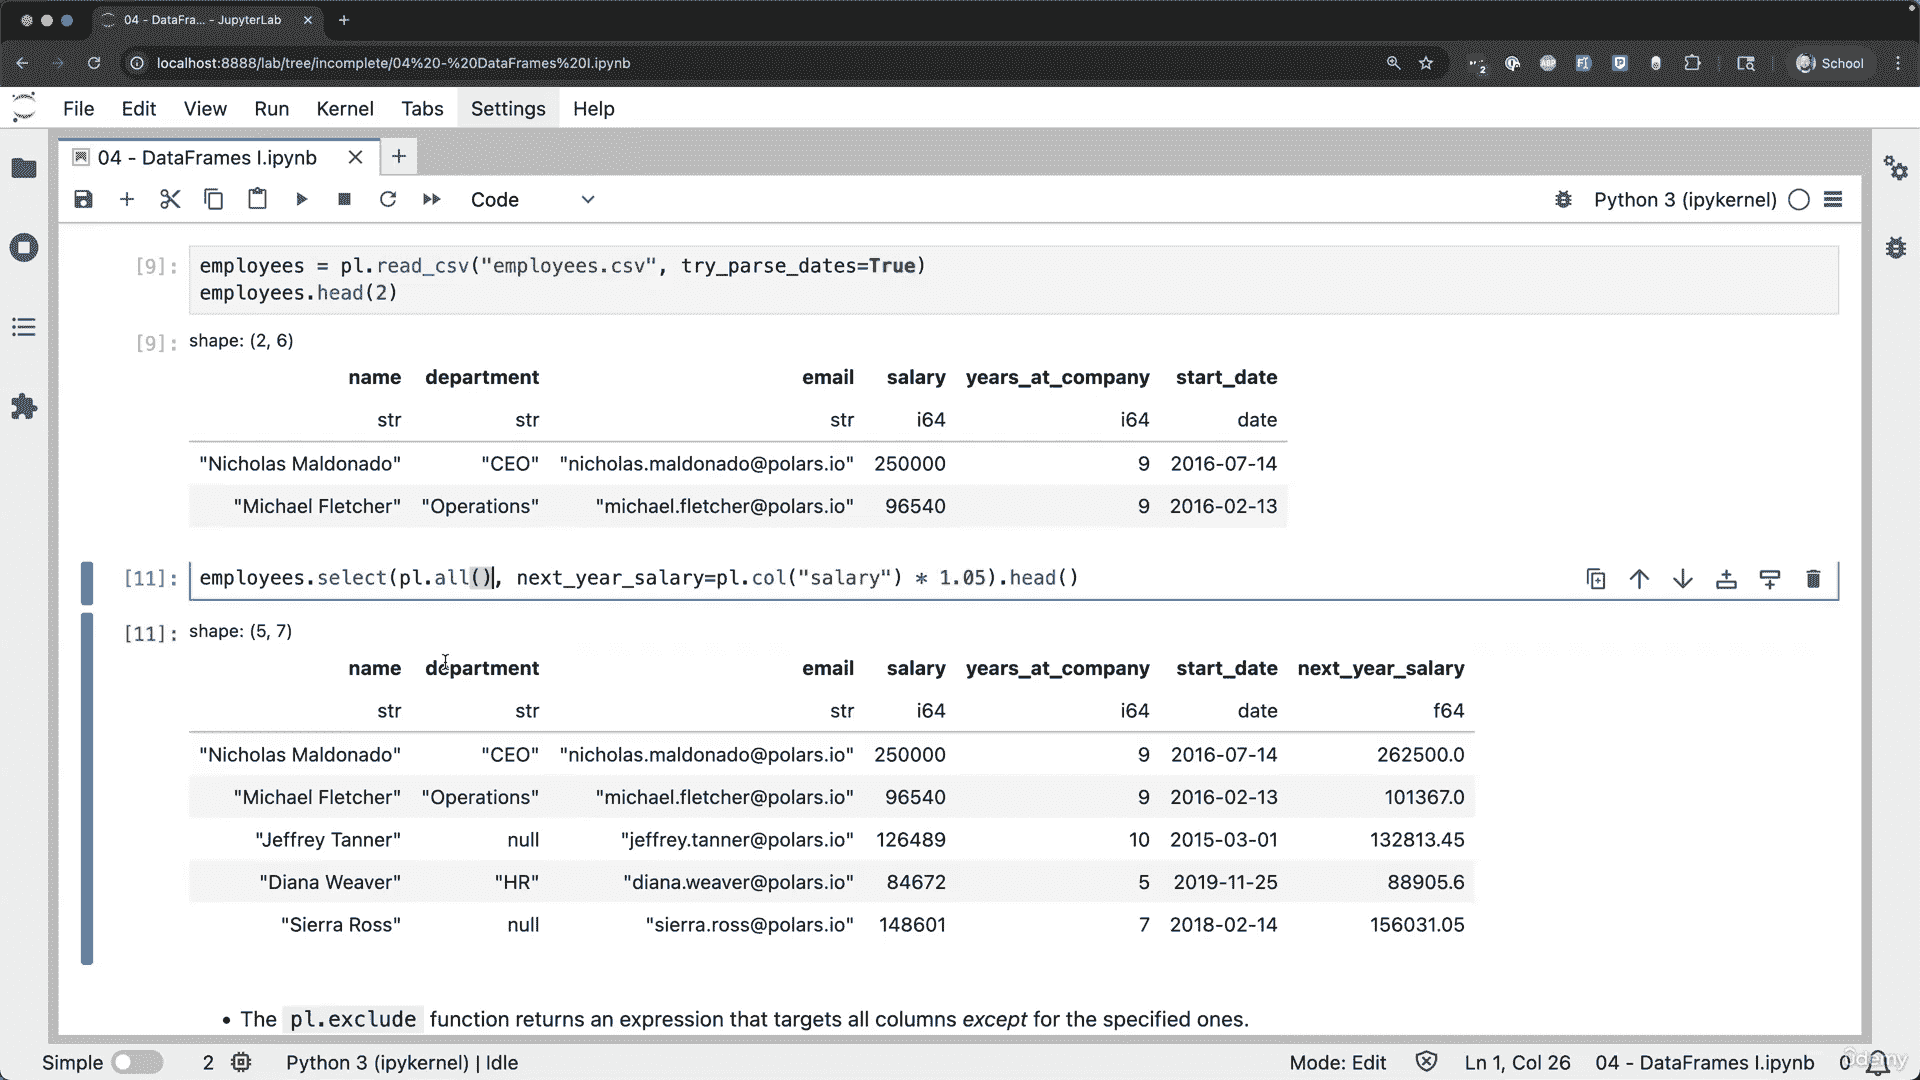 04 - DataFra... - JupyterLab
localhost:8888/lab/tree/incomplete/04%20-%20DataFrames%20I.ipynb
2
ABP
School
File Edit View Run Kernel Tabs Settings Help
04 - DataFrames I.ipynb
Code
Python 3 (ipykernel)
[9]: employees = pl.read_csv("employees.csv", try_parse_dates=True)
employees.head(2)
[9]: shape: (2, 6)
name department email salary years_at_company start_date
str str str i64 i64 date
"Nicholas Maldonado" "CEO" "nicholas.maldonado@polars.io" 250000 9 2016-07-14
"Michael Fletcher" "Operations" "michael.fletcher@polars.io" 96540 9 2016-02-13
[11]: employees.select(pl.all(), next_year_salary=pl.col("salary") * 1.05).head()
[11]: shape: (5, 7)
name department email salary years_at_company start_date next_year_salary
str str str i64 i64 date f64
"Nicholas Maldonado" "CEO" "nicholas.maldonado@polars.io" 250000 9 2016-07-14 262500.0
"Michael Fletcher" "Operations" "michael.fletcher@polars.io" 96540 9 2016-02-13 101367.0
"Jeffrey Tanner" null "jeffrey.tanner@polars.io" 126489 10 2015-03-01 132813.45
"Diana Weaver" "HR" "diana.weaver@polars.io" 84672 5 2019-11-25 88905.6
"Sierra Ross" null "sierra.ross@polars.io" 148601 7 2018-02-14 156031.05
• The pl.exclude function returns an expression that targets all columns except for the specified ones.
Simple 2 Python 3 (ipykernel) | Idle Mode: Edit Ln 1, Col 26 04 - DataFrames I.ipynb 0
udemy